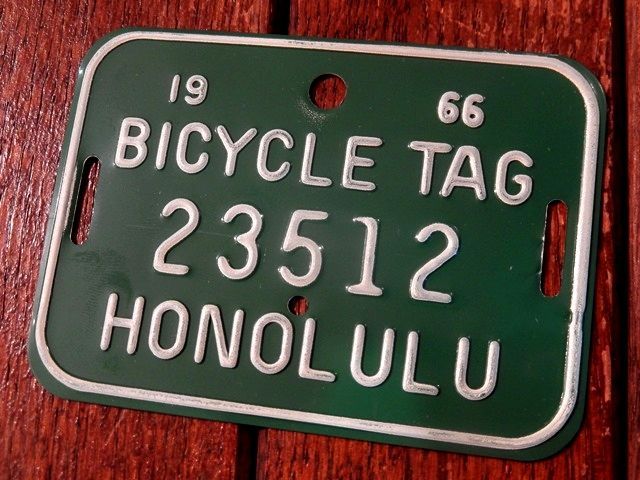 19 66
BICYCLE TAG
23512
HONOLULU